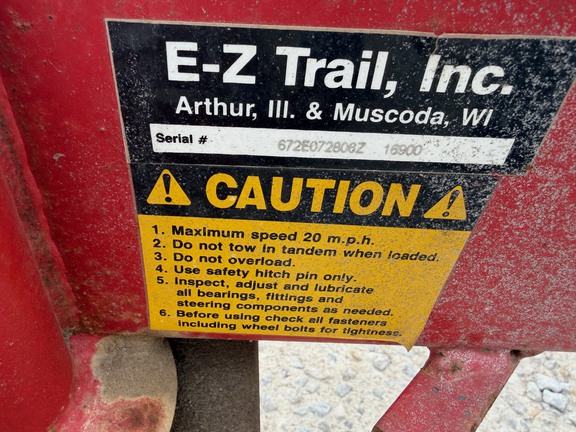 E-Z Trail, Inc.
Arthur, Ill. & Muscoda, WI
Serial # 672E072806Z 16900
CAUTION
1. Maximum speed 20 m.p.h.
2. Do not tow in tandem when loaded.
3. Do not overload.
4. Use safety hitch pin only.
5. Inspect, adjust and lubricate
all bearings, fittings and
steering components as needed.
6. Before using check all fasteners
including wheel bolts for tightness.